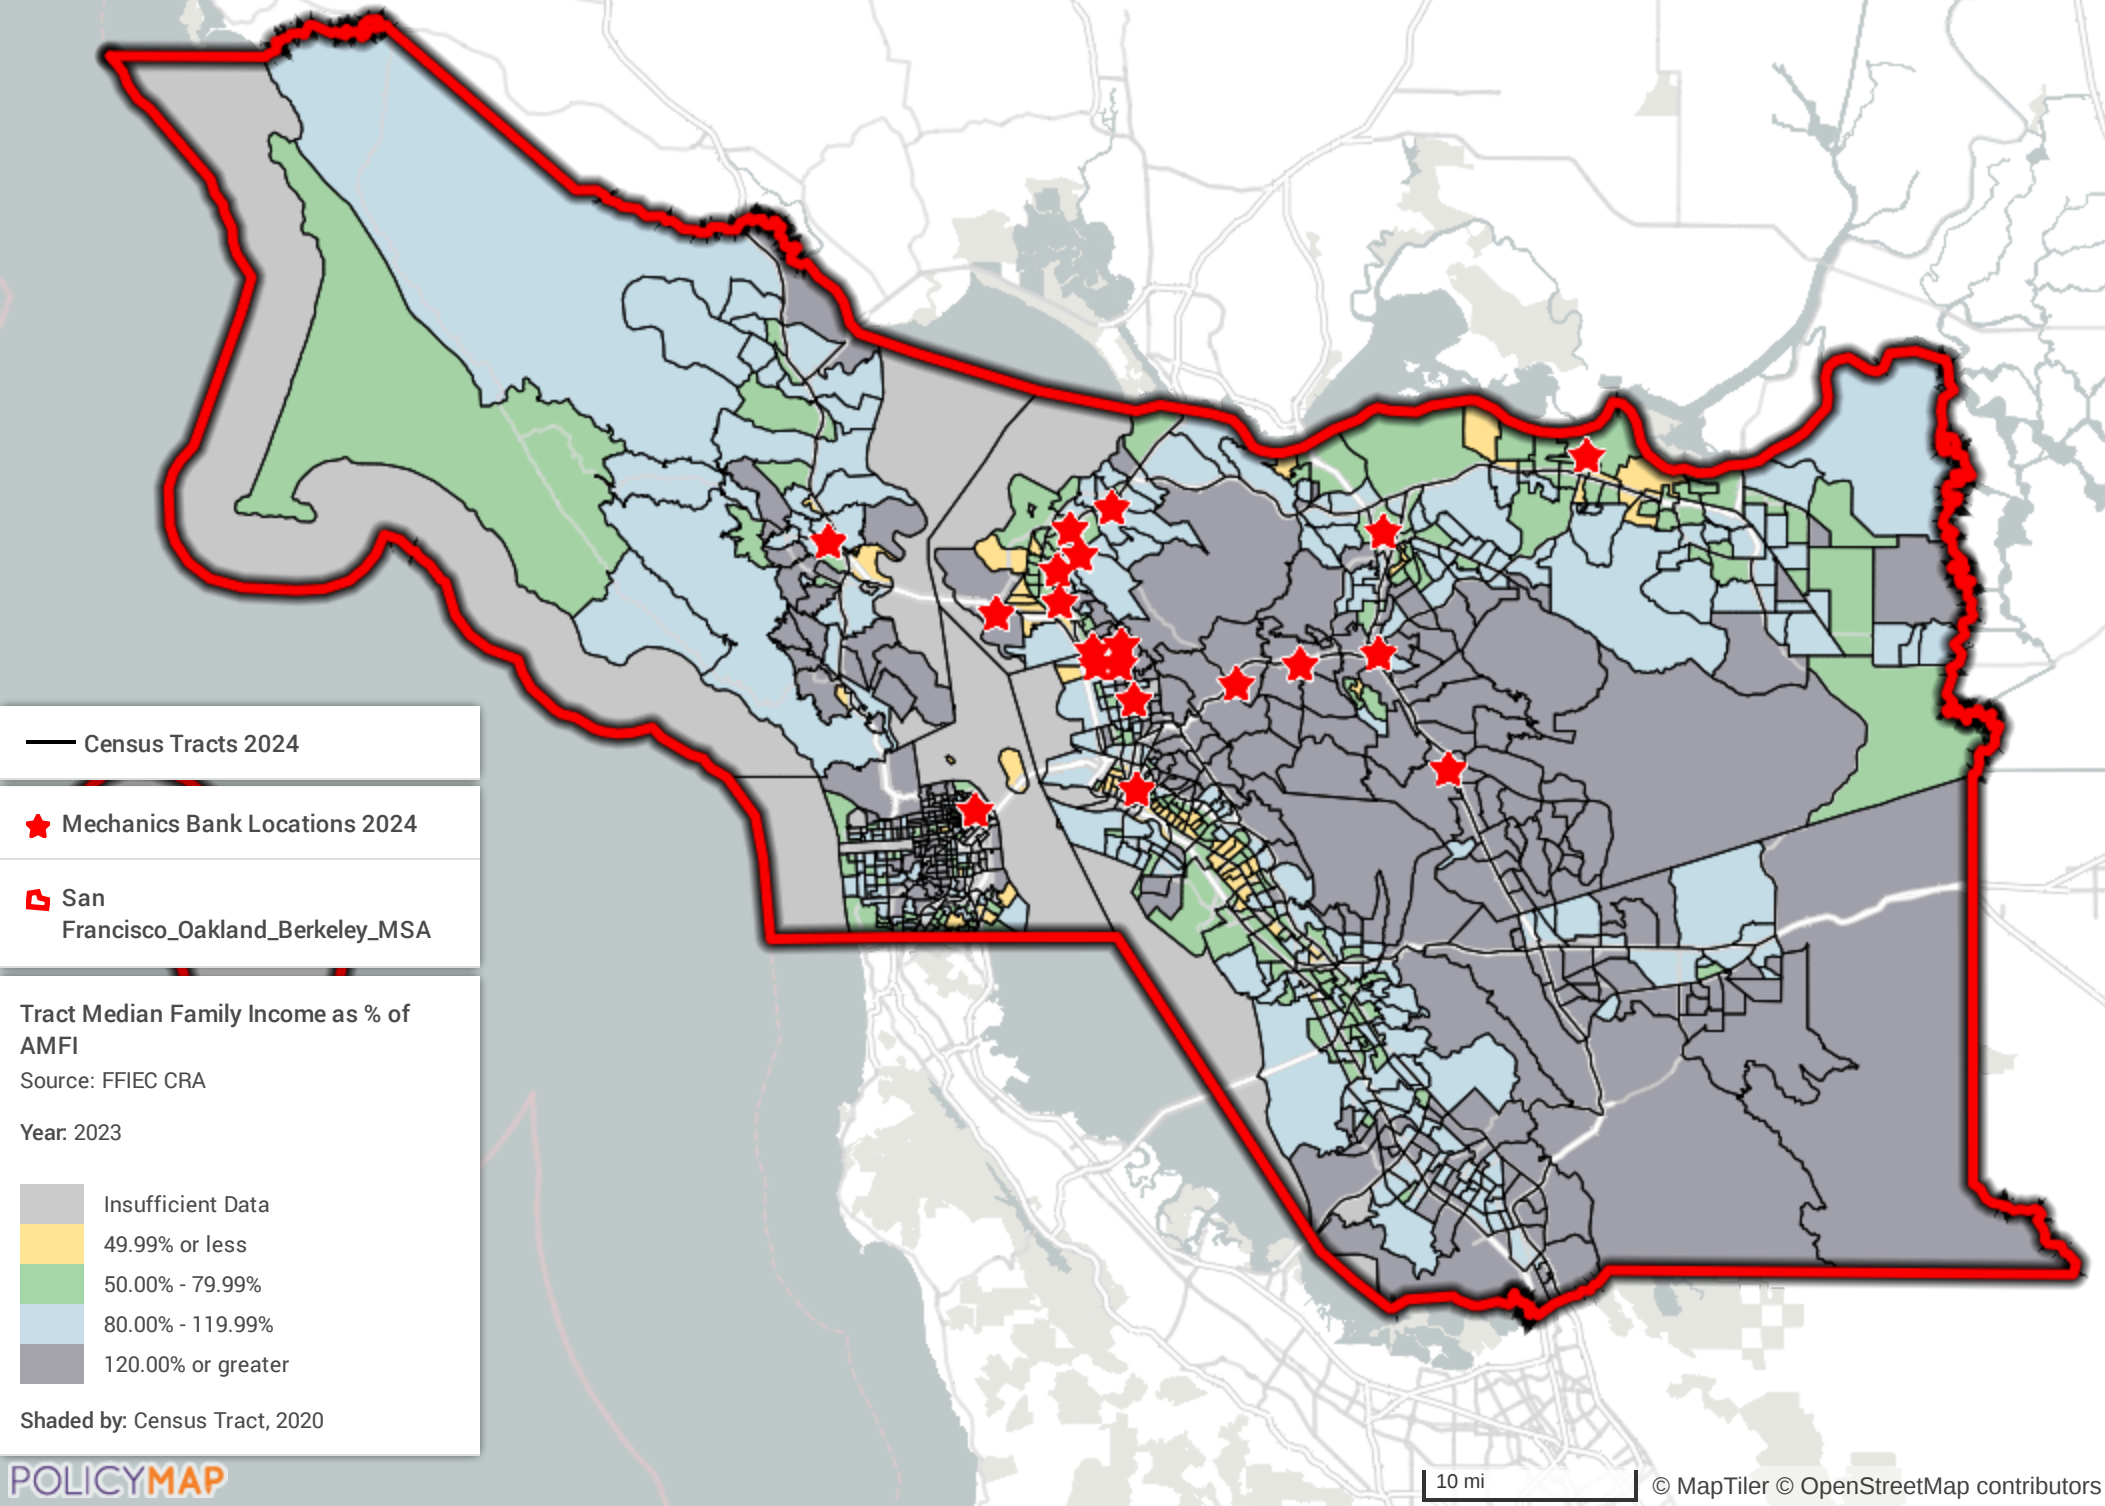 Census Tracts 2024
Mechanics Bank Locations 2024
San
Francisco_Oakland_Berkeley_MSA
Tract Median Family Income as % of
AMFI
Source: FFIEC CRA
Year: 2023
Insufficient Data
49.99% or less
50.00% - 79.99%
80.00% - 119.99%
120.00% or greater
Shaded by: Census Tract, 2020
POLICYMAP
10 mi
© MapTiler © OpenStreetMap contributors